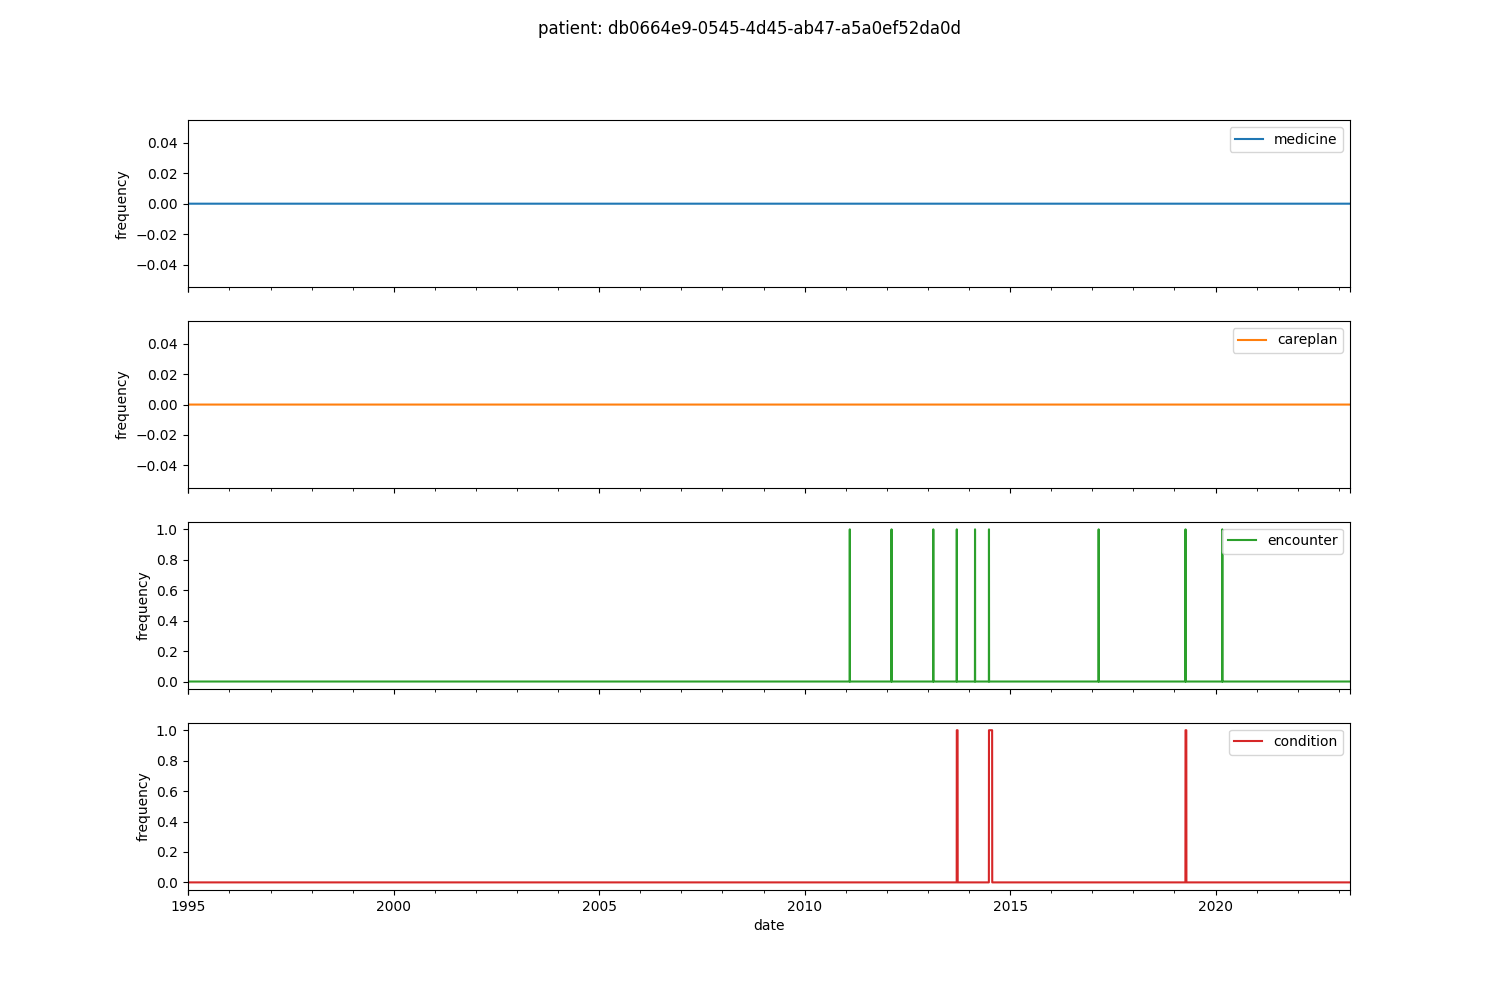 patient: db0664e9-0545-4d45-ab47-a5a0ef52da0d
medicine
0.04
0.02
0.00
−0.02
−0.04
frequency
careplan
0.04
0.02
0.00
−0.02
−0.04
frequency
encounter
1.0
0.8
0.6
0.4
0.2
0.0
frequency
condition
1.0
0.8
0.6
0.4
0.2
0.0
frequency
1995 2000 2005 2010 2015 2020
date